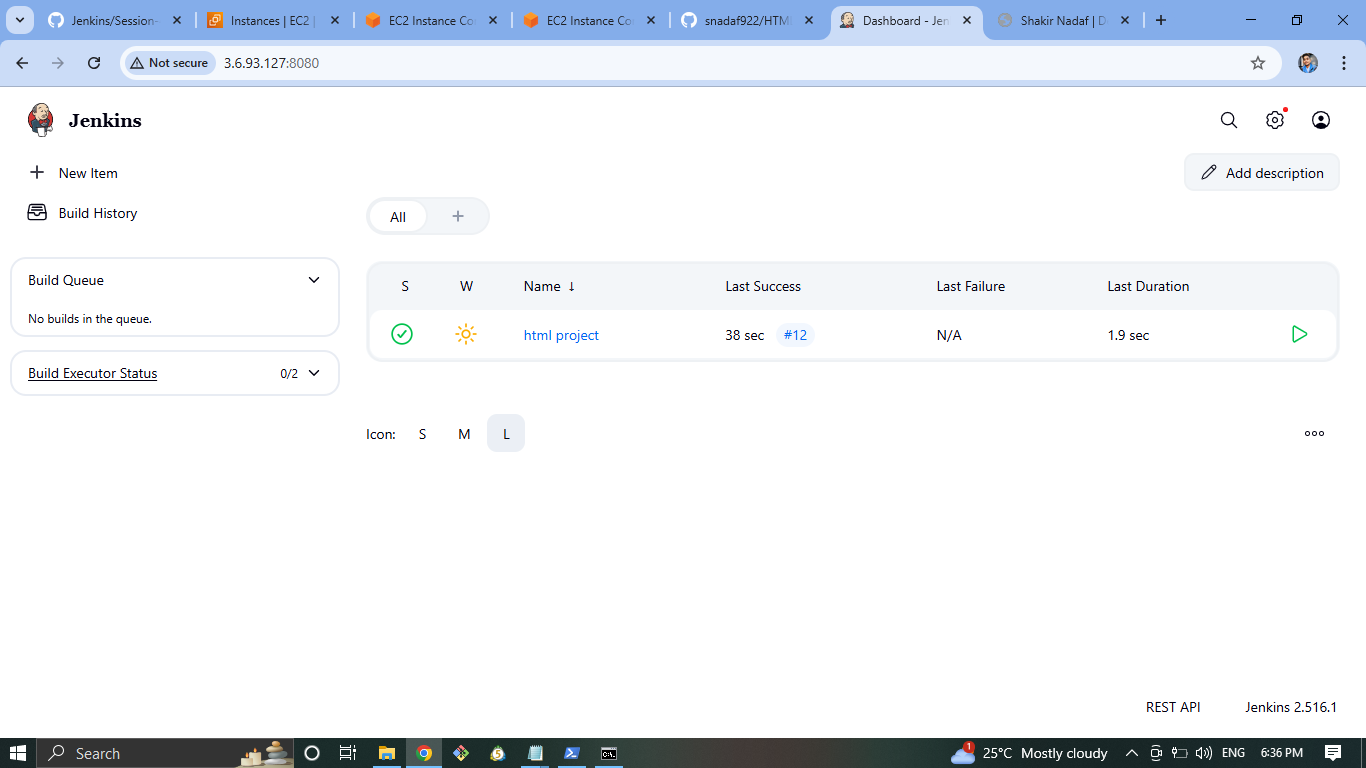 Jenkins/Session-
Instances | EC2 |
EC2 Instance Co
EC2 Instance Co
snadaf922/HTM
Dashboard - Jen
Shakir Nadaf | D
Not secure
3.6.93.127:8080
Jenkins
New Item
Add description
Build History
All
Build Queue
No builds in the queue.
Build Executor Status 0/2
S W Name ↓ Last Success Last Failure Last Duration
html project 38 sec #12 N/A 1.9 sec
Icon: S M L
REST API Jenkins 2.516.1
Search
1
25°C Mostly cloudy
ENG
6:36 PM